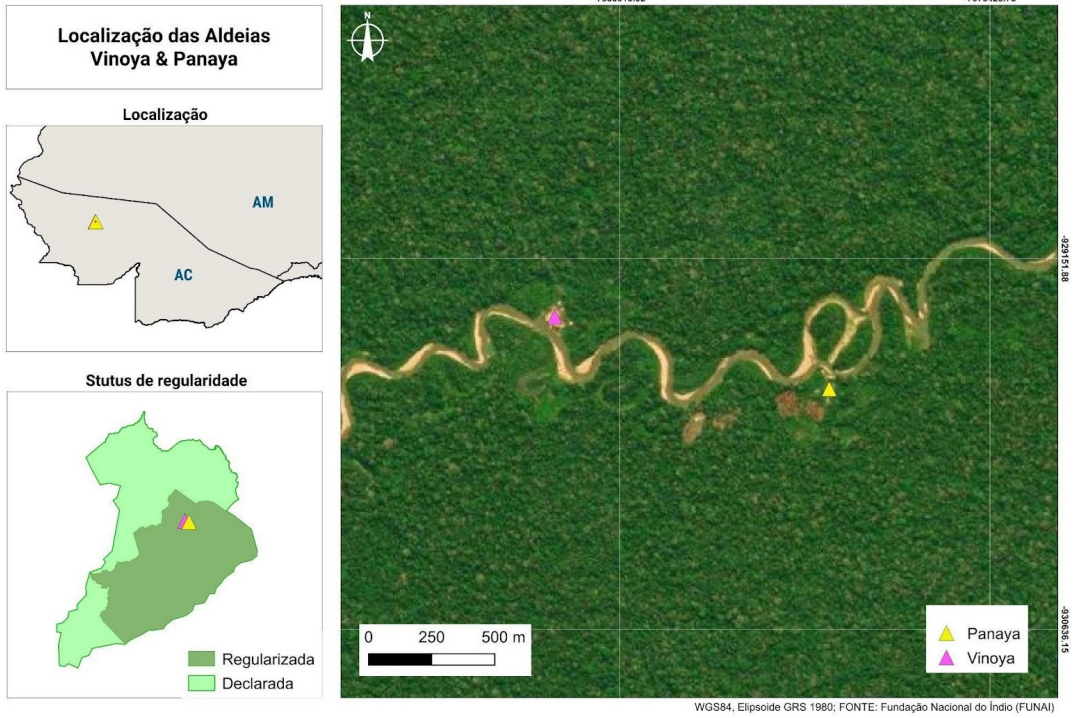 Localização das Aldeias
Vinoya & Panaya
Localização
AM
AC
Stutus de regularidade
Regularizada
Declarada
N
-929151.88
-930636.15
0 250 500 m
Panaya
Vinoya
WGS84, Elipsoide GRS 1980; FONTE: Fundação Nacional do Índio (FUNAI)